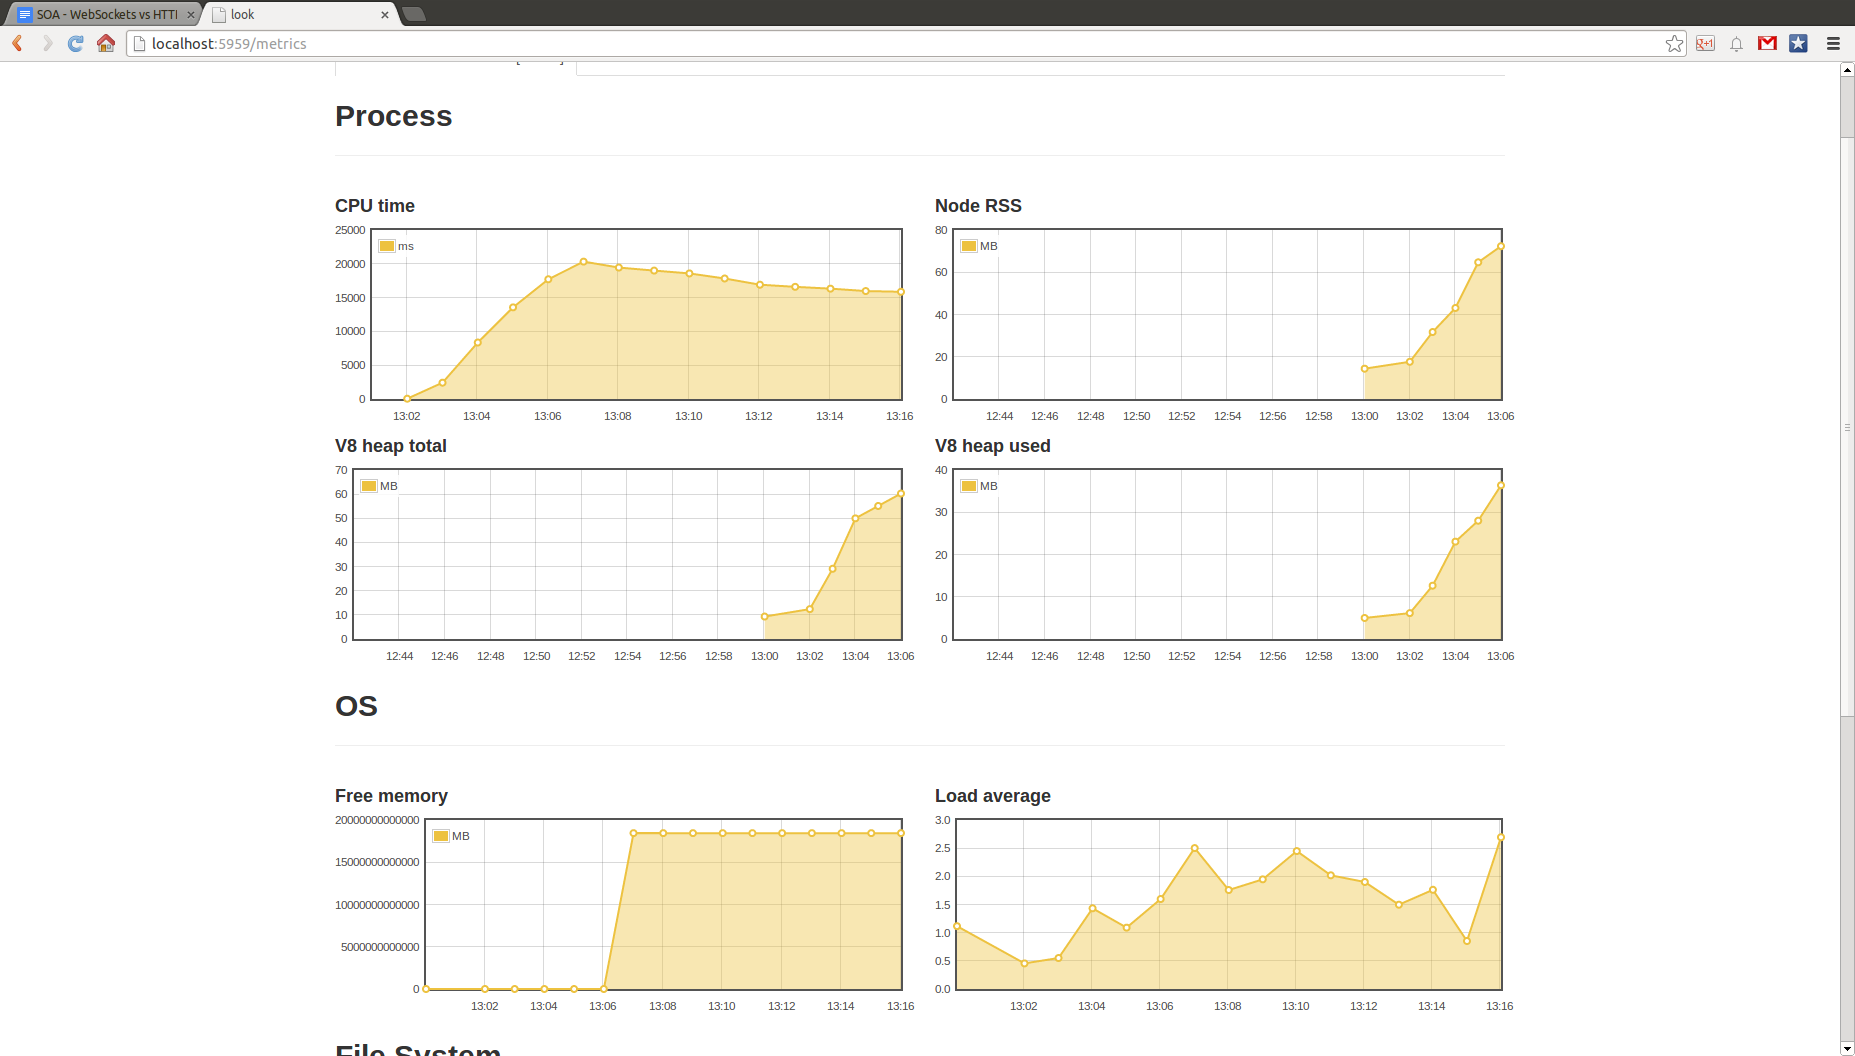 SOA - WebSockets vs HTTI
look
localhost:5959/metrics
Process
CPU time
25000
20000
15000
10000
5000
0
ms
13:02 13:04 13:06 13:08 13:10 13:12 13:14 13:16
Node RSS
80
60
40
20
0
MB
12:44 12:46 12:48 12:50 12:52 12:54 12:56 12:58 13:00 13:02 13:04 13:06
V8 heap total
70
60
50
40
30
20
10
0
MB
12:44 12:46 12:48 12:50 12:52 12:54 12:56 12:58 13:00 13:02 13:04 13:06
V8 heap used
40
30
20
10
0
MB
12:44 12:46 12:48 12:50 12:52 12:54 12:56 12:58 13:00 13:02 13:04 13:06
OS
Free memory
20000000000000
15000000000000
10000000000000
5000000000000
0
MB
13:02 13:04 13:06 13:08 13:10 13:12 13:14 13:16
Load average
3.0
2.5
2.0
1.5
1.0
0.5
0.0
13:02 13:04 13:06 13:08 13:10 13:12 13:14 13:16
File System